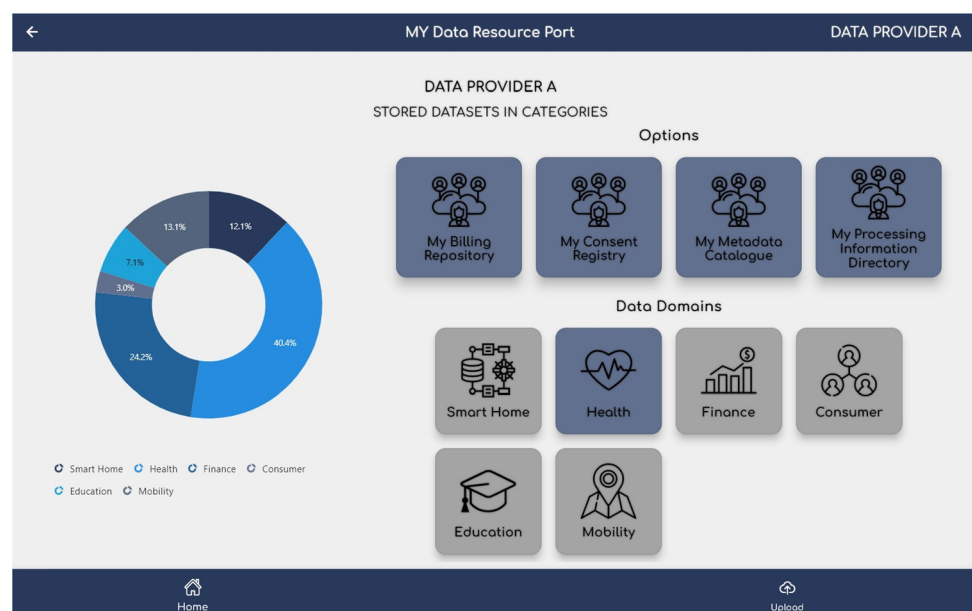 MY Data Resource Port
DATA PROVIDER A
DATA PROVIDER A
STORED DATASETS IN CATEGORIES
Options
My Billing
Repository
My Consent
Registry
My Metadata
Catalogue
My Processing
Information
Directory
13.1%
12.1%
7.1%
3.0%
24.2%
40.4%
Data Domains
Smart Home
Health
Finance
Consumer
Smart Home Health Finance Consumer
Education Mobility
Education
Mobility
Home
Upload